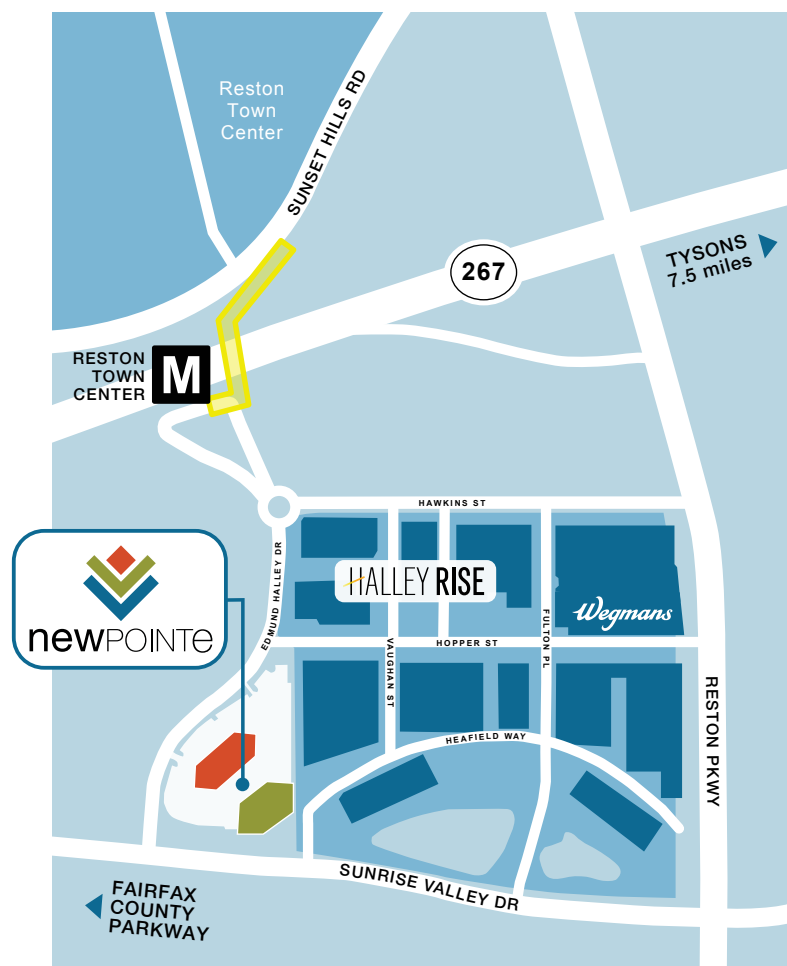 Reston
Town
Center
SUNSET HILLS RD
267
TYSONS
7.5 miles
RESTON
TOWN
CENTER
M
HAWKINS ST
EDMUND HALLEY DR
HALLEY RISE
Wegmans
newPOINTe
FULTON PL
HOPPER ST
VAUGHAN ST
RESTON PKWY
HEAFIELD WAY
SUNRISE VALLEY DR
FAIRFAX
COUNTY
PARKWAY